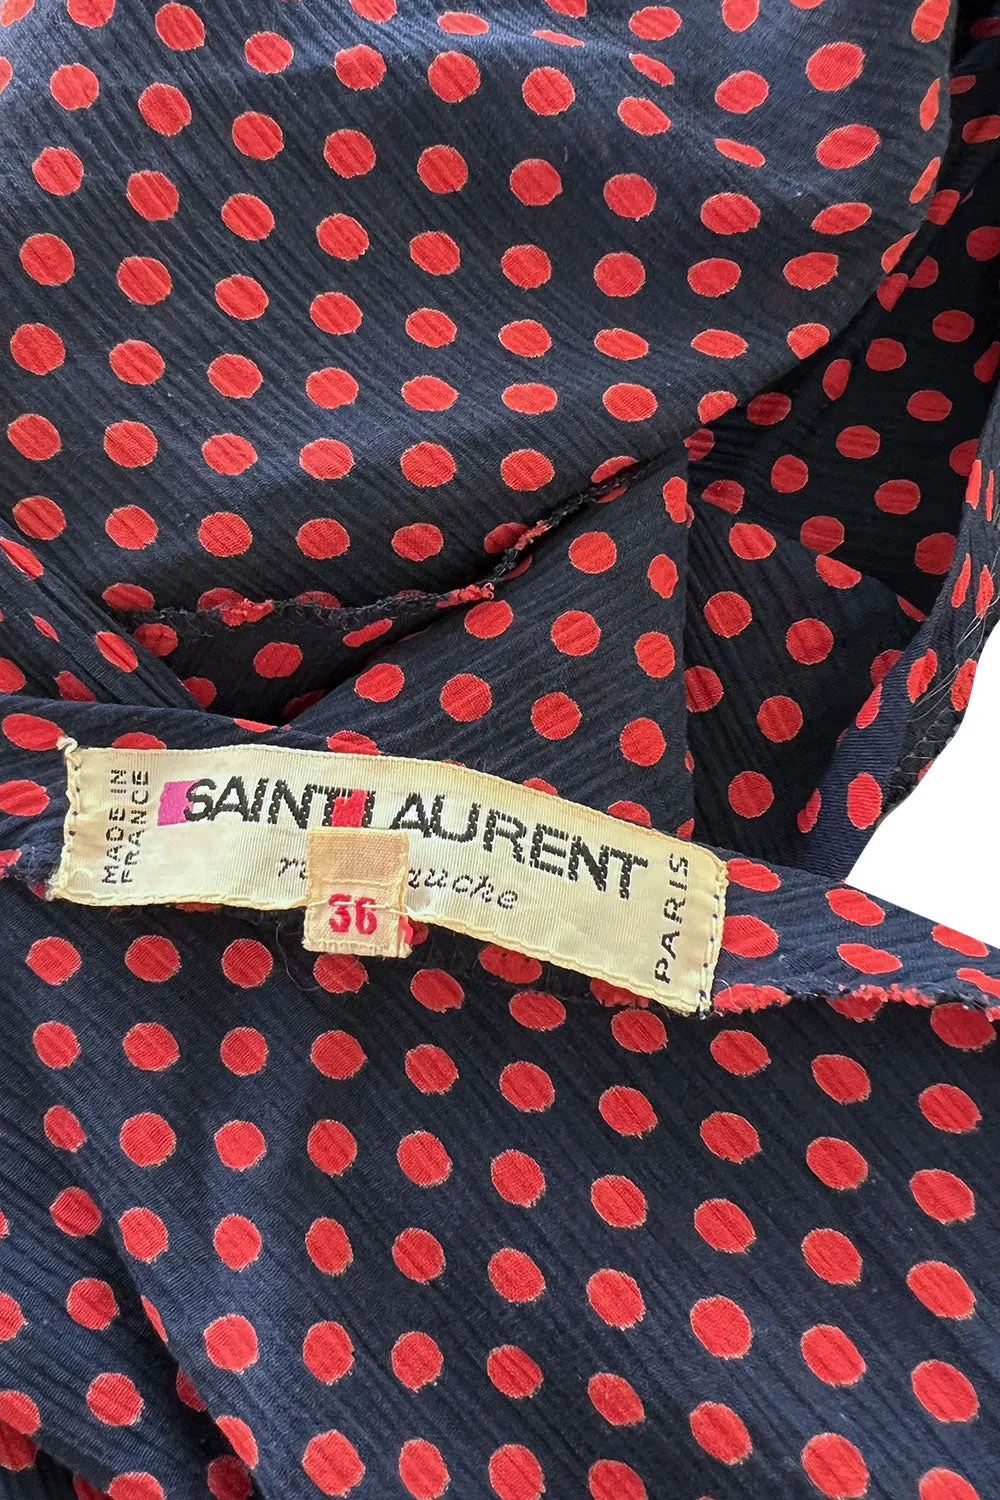 MADE IN
FRANCE
SAINT LAURENT
36
PARIS